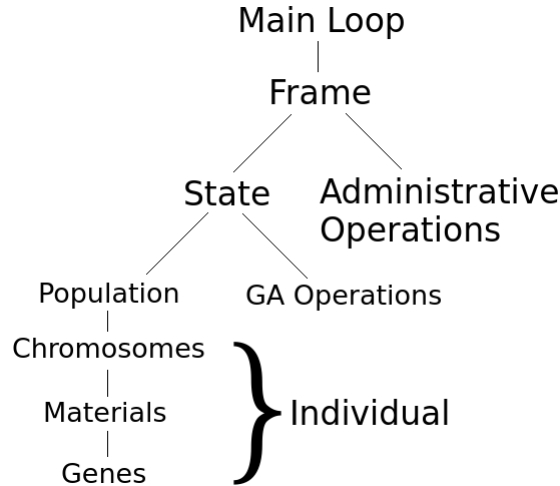 Main Loop
Frame
State
Administrative
Operations
Population
GA Operations
Chromosomes
Materials
Individual
Genes